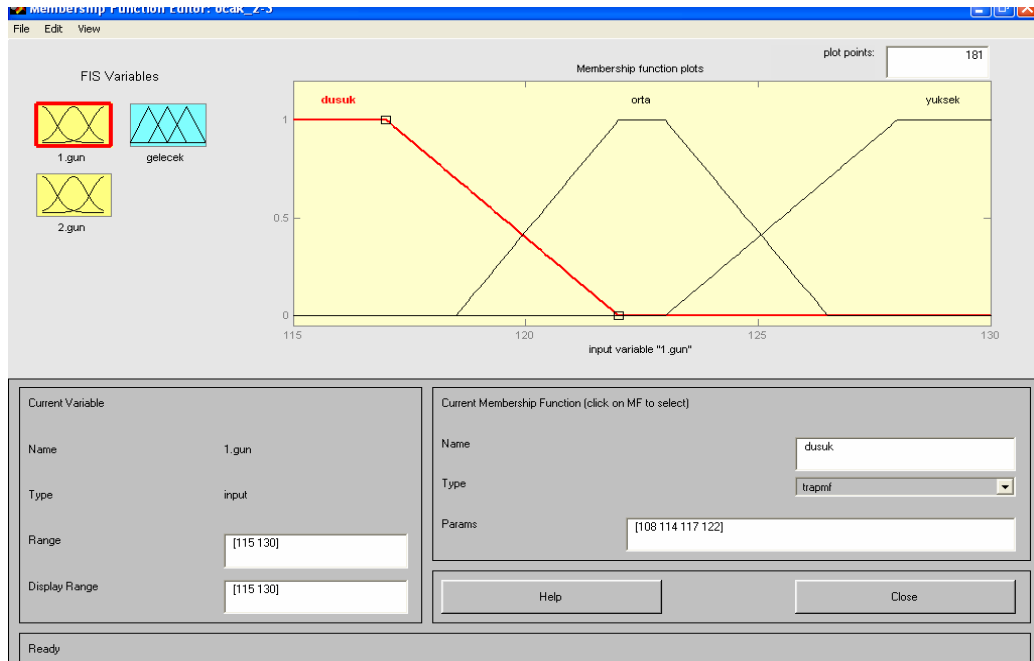 Membership Function Editor: ocak_2-3
File Edit View
plot points: 181
FIS Variables
Membership function plots
dusuk orta yuksek
1
0.5
0
115 120 125 130
input variable "1.gun"
1.gun gelecek
2.gun
Current Variable
Name 1.gun
Type input
Range [115 130]
Display Range [115 130]
Current Membership Function (click on MF to select)
Name dusuk
Type trapmf
Params [108 114 117 122]
Help Close
Ready